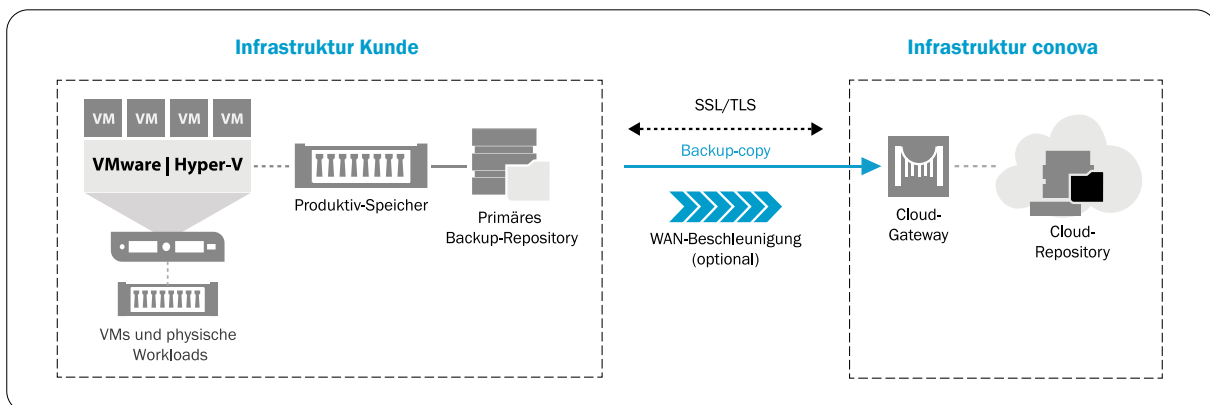 Infrastruktur Kunde
VM VM VM VM
VMware | Hyper-V
Produktiv-Speicher
Primäres
Backup-Repository
VMs und physische
Workloads
SSL/TLS
Backup-copy
WAN-Beschleunigung
(optional)
Infrastruktur conova
Cloud-
Gateway
Cloud-
Repository